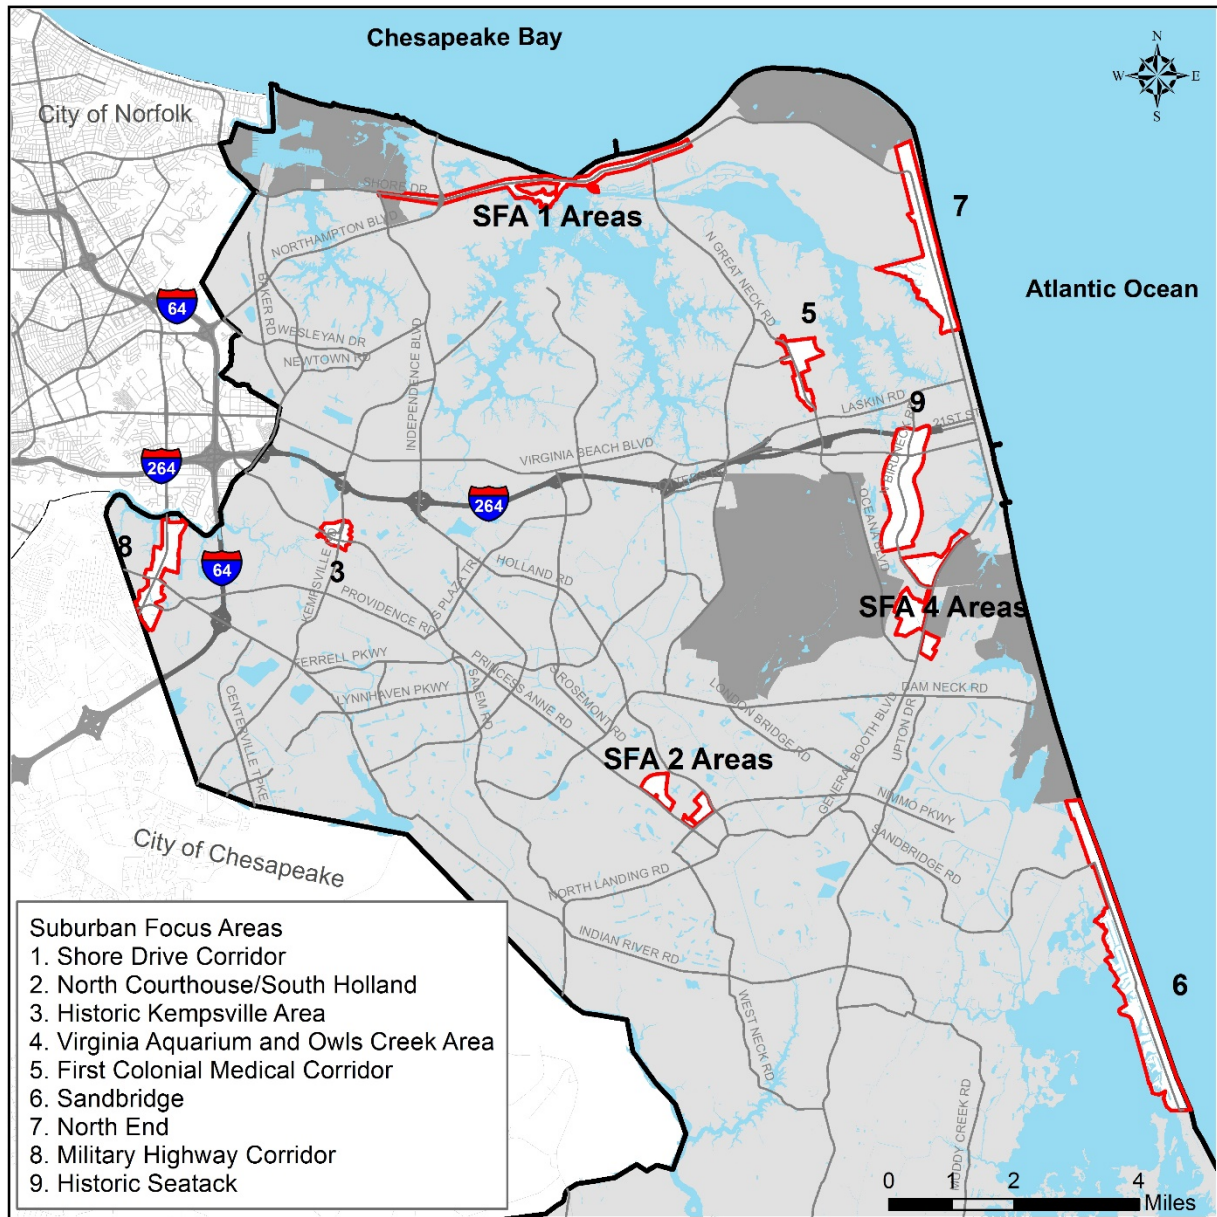 Chesapeake Bay
N
W E
S
City of Norfolk
SHORE DR
SFA 1 Areas
7
NORTHAMPTON BLVD
N GREAT NECK RD
Atlantic Ocean
64
BAKER RD
WESLEYAN DR
NEWTOWN RD
INDEPENDENCE BLVD
5
LASKIN RD
9
21ST ST
N BIRDNECK RD
VIRGINIA BEACH BLVD
264
264
8
64
3
KEMPSVILLE
S PLAZA TRL
HOLLAND RD
OCEANA BLVD
PROVIDENCE RD
SFA 4 Areas
FERRELL PKWY
LYNNHAVEN PKWY
PRINCESS ANNE RD
SALEM RD
S ROSEMONT RD
LONDON BRIDGE RD
DAM NECK RD
CENTERVILLE TPKE
GENERAL BOOTH BLVD
UPTON DR
SFA 2 Areas
NIMMO PKWY
SANDBRIDGE RD
City of Chesapeake
NORTH LANDING RD
INDIAN RIVER RD
WEST NECK RD
6
MUDDY CREEK RD
Suburban Focus Areas
1. Shore Drive Corridor
2. North Courthouse/South Holland
3. Historic Kempsville Area
4. Virginia Aquarium and Owls Creek Area
5. First Colonial Medical Corridor
6. Sandbridge
7. North End
8. Military Highway Corridor
9. Historic Seatack
0 1 2 4
Miles